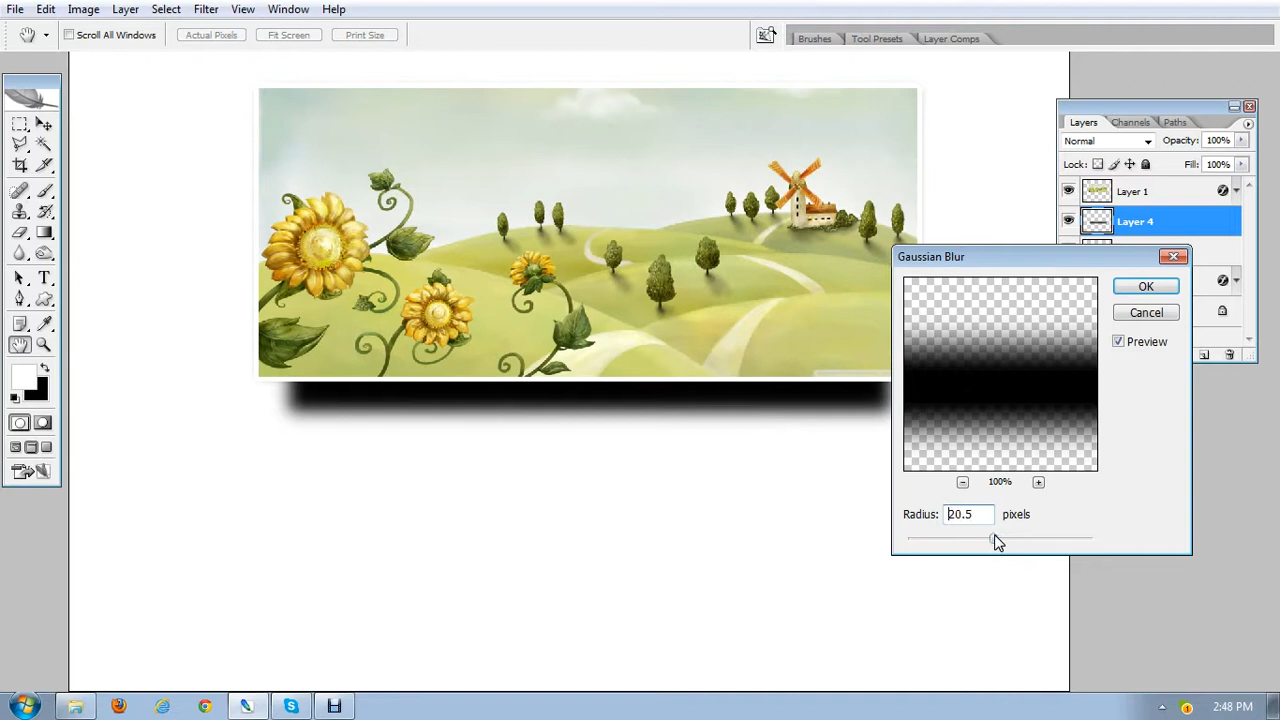 File Edit Image Layer Select Filter View Window Help
Scroll All Windows Actual Pixels Fit Screen Print Size Brushes Tool Presets Layer Comps
Layers Channels Paths
Normal Opacity: 100%
Lock: Fill: 100%
Layer 1
Layer 4
Gaussian Blur
OK
Cancel
Preview
100%
Radius: 20.5 pixels
2:48 PM